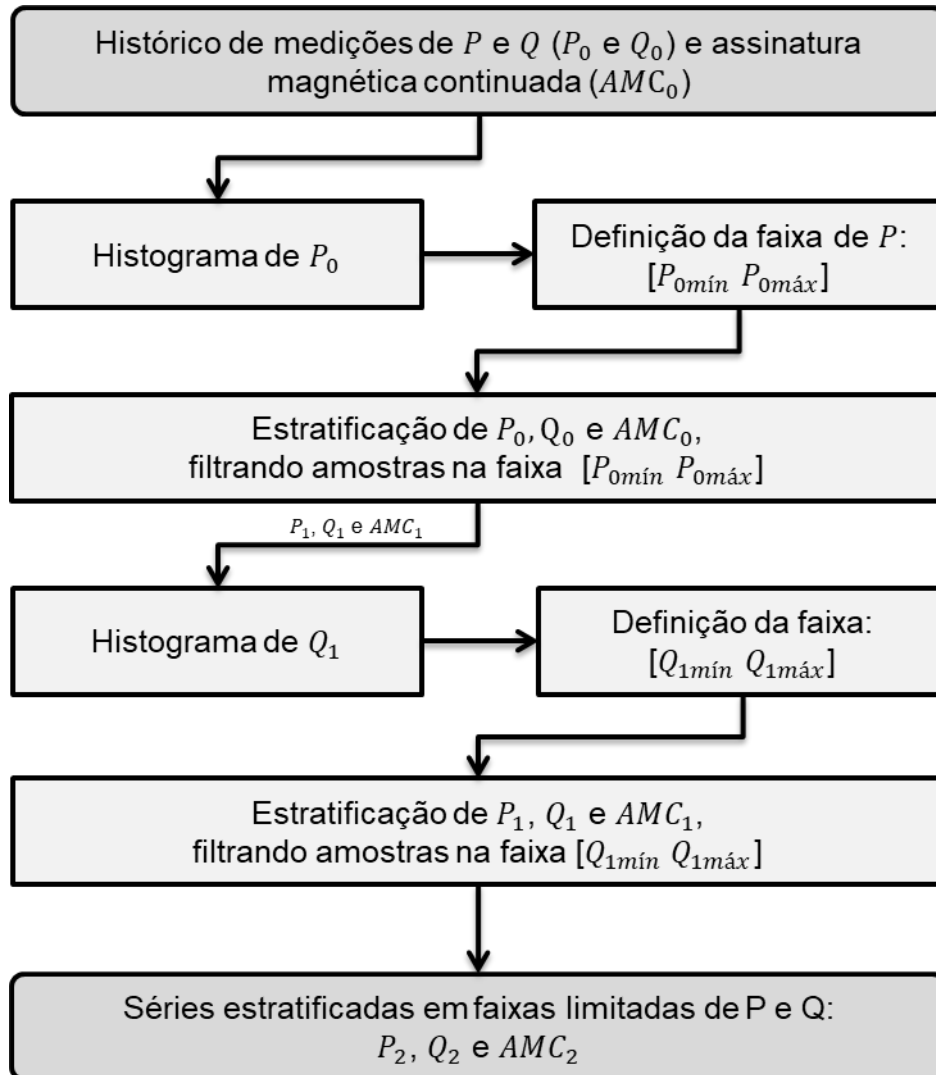 Histórico de medições de P e Q (P₀ e Q₀) e assinatura
magnética continuada (AMC₀)
Histograma de P₀
Definição da faixa de P:
[P₀mín P₀máx]
Estratificação de P₀, Q₀ e AMC₀,
filtrando amostras na faixa [P₀mín P₀máx]
P₁, Q₁ e AMC₁
Histograma de Q₁
Definição da faixa:
[Q₁mín Q₁máx]
Estratificação de P₁, Q₁ e AMC₁,
filtrando amostras na faixa [Q₁mín Q₁máx]
Séries estratificadas em faixas limitadas de P e Q:
P₂, Q₂ e AMC₂